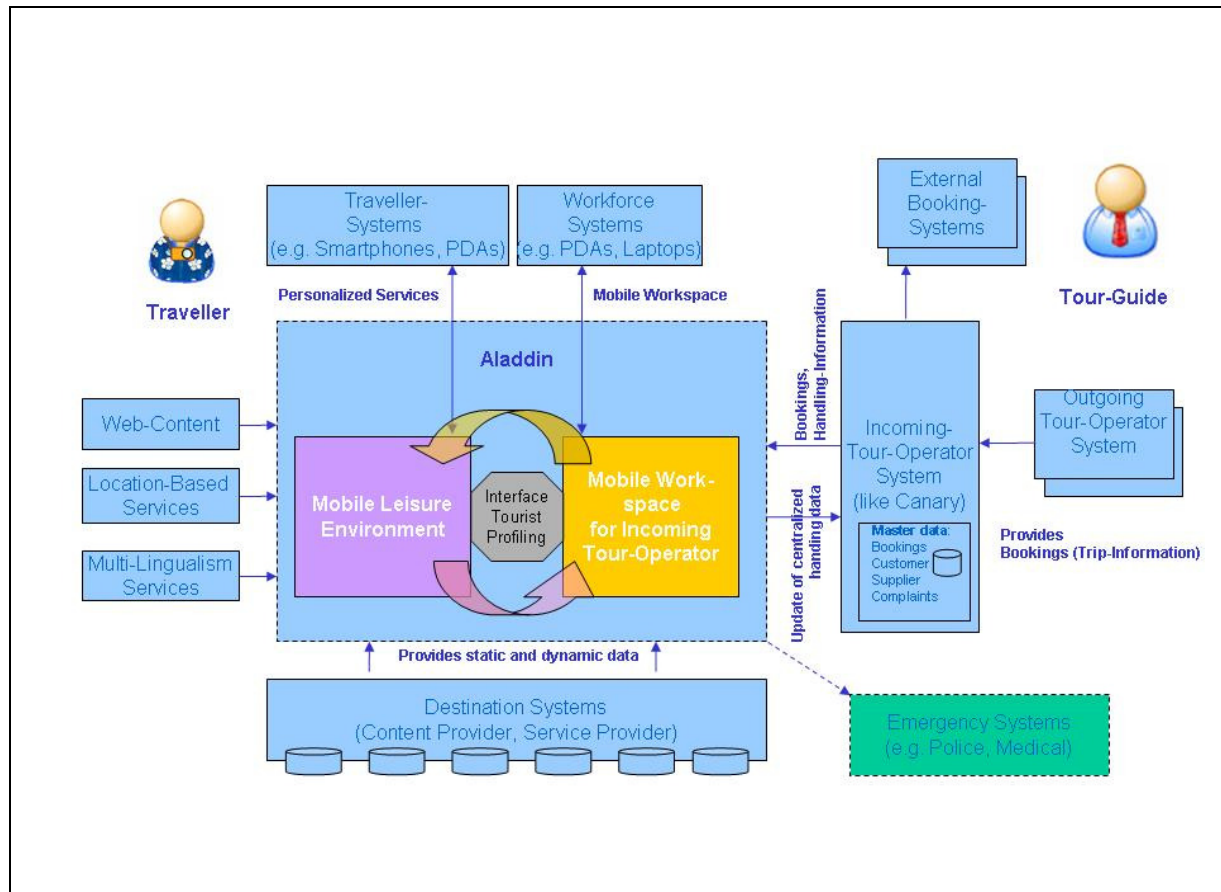 External
Booking-
Systems
Traveller-
Systems
(e.g. Smartphones, PDAs)
Workforce
Systems
(e.g. PDAs, Laptops)
Traveller
Personalized Services
Mobile Workspace
Tour-Guide
Aladdin
Bookings,
Handling-Information
Web-Content
Location-Based
Services
Multi-Lingualism
Services
Mobile Leisure
Environment
Interface
Tourist
Profiling
Mobile Work-
space
for Incoming
Tour-Operator
Update of centralized
handing data
Incoming-
Tour-Operator
System
(like Canary)
Master data:
Bookings
Customer
Supplier
Complaints
Outgoing
Tour-Operator
System
Provides
Bookings (Trip-Information)
Provides static and dynamic data
Destination Systems
(Content Provider, Service Provider)
Emergency Systems
(e.g. Police, Medical)